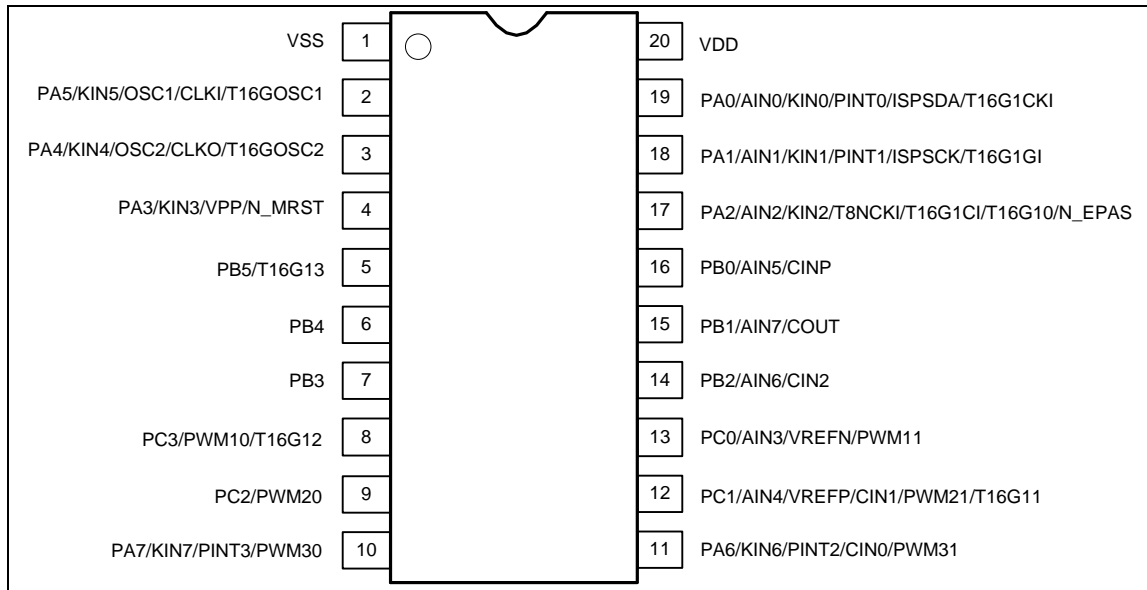 VSS 1 20 VDD
PA5/KIN5/OSC1/CLKI/T16GOSC1 2 19 PA0/AIN0/KIN0/PINT0/ISPSDA/T16G1CKI
PA4/KIN4/OSC2/CLKO/T16GOSC2 3 18 PA1/AIN1/KIN1/PINT1/ISPSCK/T16G1GI
PA3/KIN3/VPP/N_MRST 4 17 PA2/AIN2/KIN2/T8NCKI/T16G1CI/T16G10/N_EPAS
PB5/T16G13 5 16 PB0/AIN5/CINP
PB4 6 15 PB1/AIN7/COUT
PB3 7 14 PB2/AIN6/CIN2
PC3/PWM10/T16G12 8 13 PC0/AIN3/VREFN/PWM11
PC2/PWM20 9 12 PC1/AIN4/VREFP/CIN1/PWM21/T16G11
PA7/KIN7/PINT3/PWM30 10 11 PA6/KIN6/PINT2/CIN0/PWM31